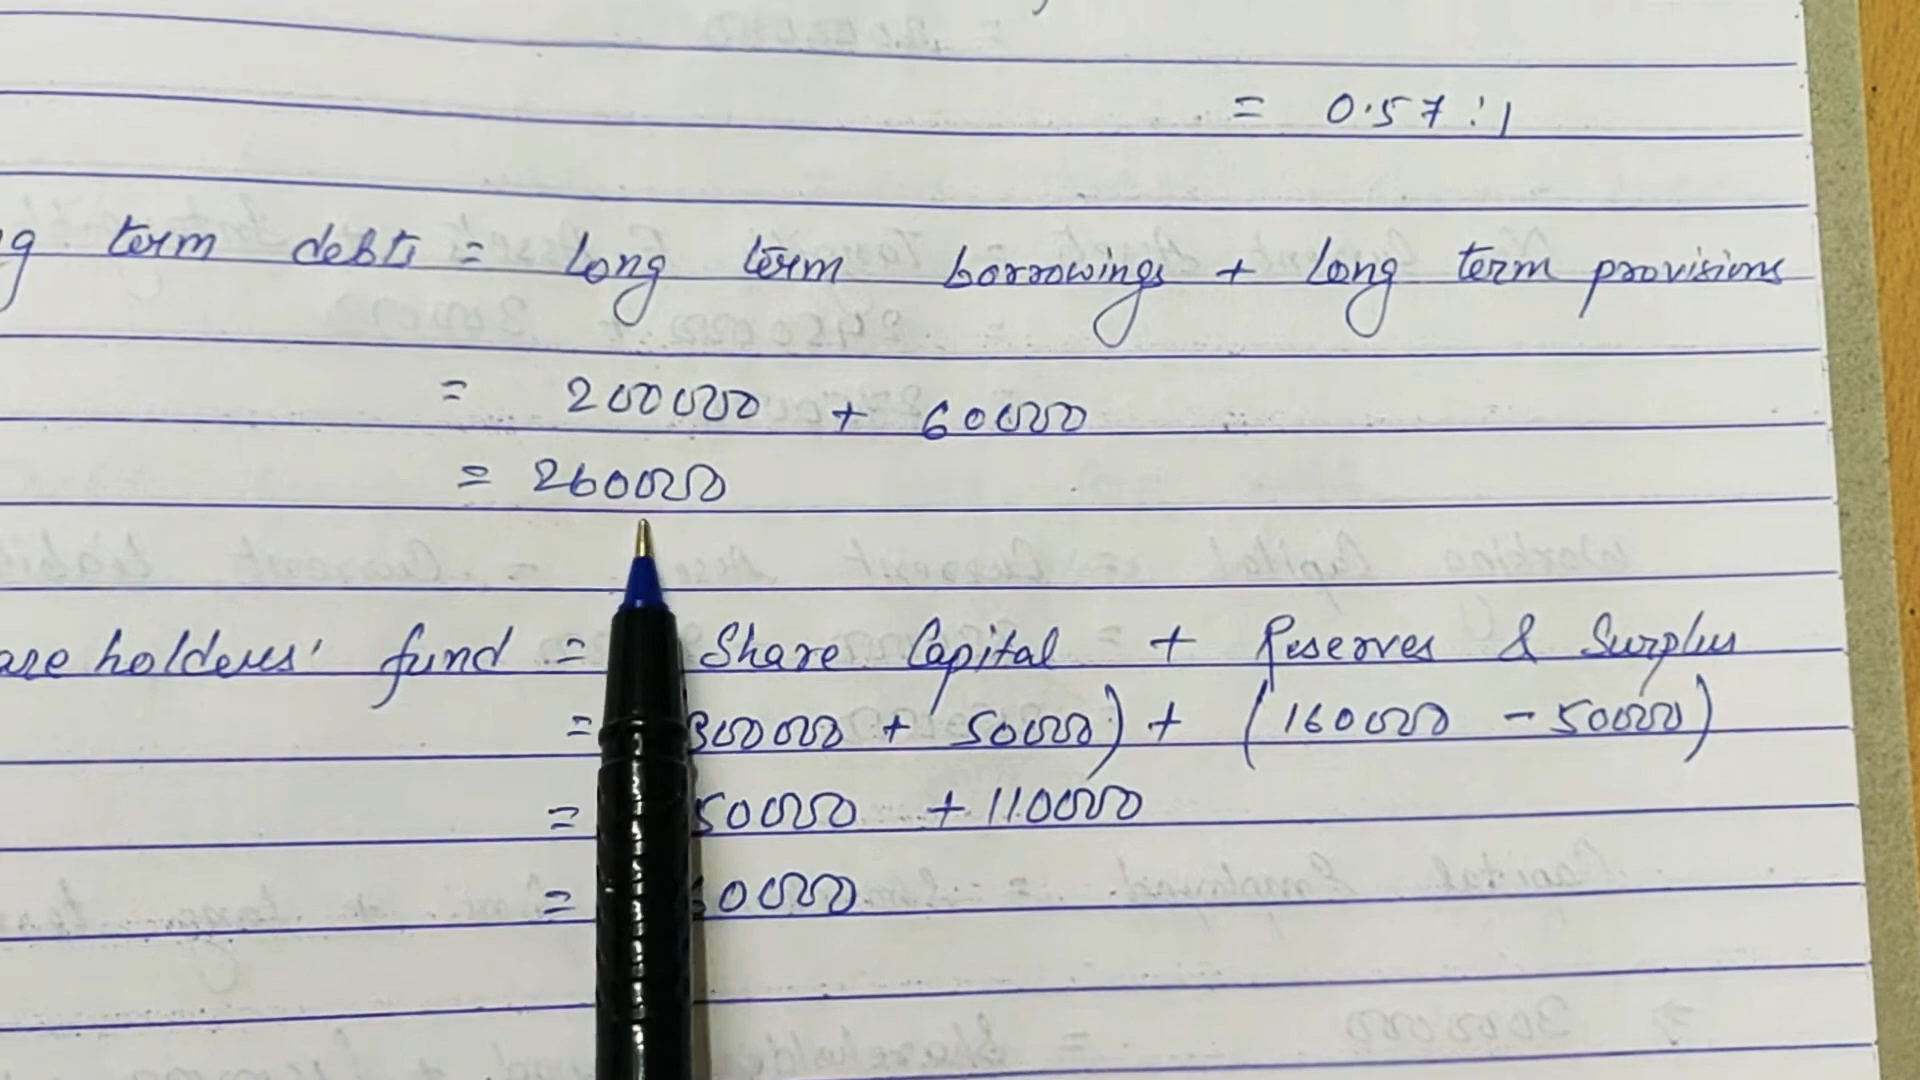 = 0.57 : 1
g term debts = long term borrowings + long term provisions
= 200000 + 60000
= 260000
are holders' fund = Share Capital + Reserves & Surplus
= 300000 + 50000) + (160000 - 50000)
= 50000 + 110000
= 0000